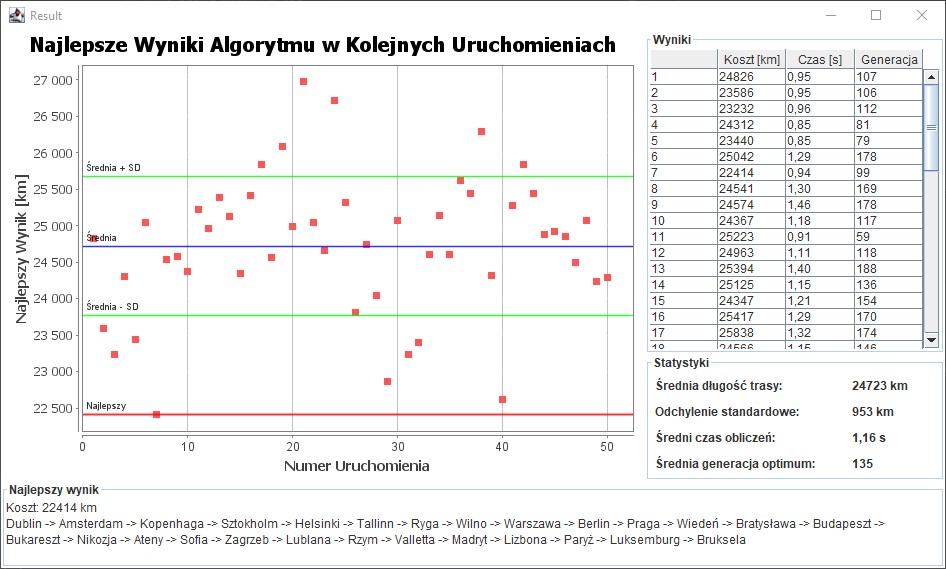 Result
Najlepsze Wyniki Algorytmu w Kolejnych Uruchomieniach
27 000
26 500
26 000
25 500
25 000
24 500
24 000
23 500
23 000
22 500
Najlepszy Wynik [km]
Średnia + SD
Średnia
Średnia - SD
Najlepszy
0 10 20 30 40 50
Numer Uruchomienia
Wyniki
Koszt [km] Czas [s] Generacja
1 24826 0,95 107
2 23586 0,95 106
3 23232 0,96 112
4 24312 0,85 81
5 23440 0,85 79
6 25042 1,29 178
7 22414 0,94 99
8 24541 1,30 169
9 24574 1,46 178
10 24367 1,18 117
11 25223 0,91 59
12 24963 1,11 118
13 25394 1,40 188
14 25125 1,15 136
15 24347 1,21 154
16 25417 1,29 170
17 25838 1,32 174
18 24566 1,15 146
Statystyki
Średnia długość trasy: 24723 km
Odchylenie standardowe: 953 km
Średni czas obliczeń: 1,16 s
Średnia generacja optimum: 135
Najlepszy wynik
Koszt: 22414 km
Dublin -> Amsterdam -> Kopenhaga -> Sztokholm -> Helsinki -> Tallinn -> Ryga -> Wilno -> Warszawa -> Berlin -> Praga -> Wiedeń -> Bratysława -> Budapeszt ->
Bukareszt -> Nikozja -> Ateny -> Sofia -> Zagrzeb -> Lublana -> Rzym -> Valletta -> Madryt -> Lizbona -> Paryż -> Luksemburg -> Bruksela